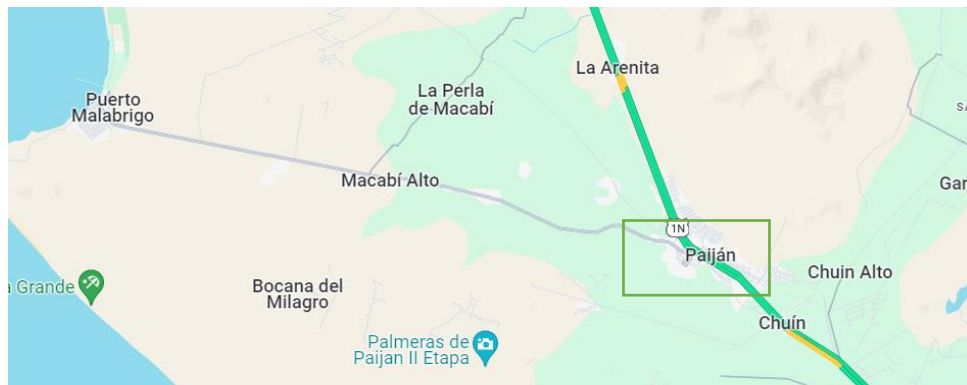 La Arenita
La Perla
de Macabí
Puerto
Malabrigo
Macabí Alto
Gar
1N
Paiján
Chuin Alto
a Grande
Bocana del
Milagro
Chuín
Palmeras de
Paijan II Etapa